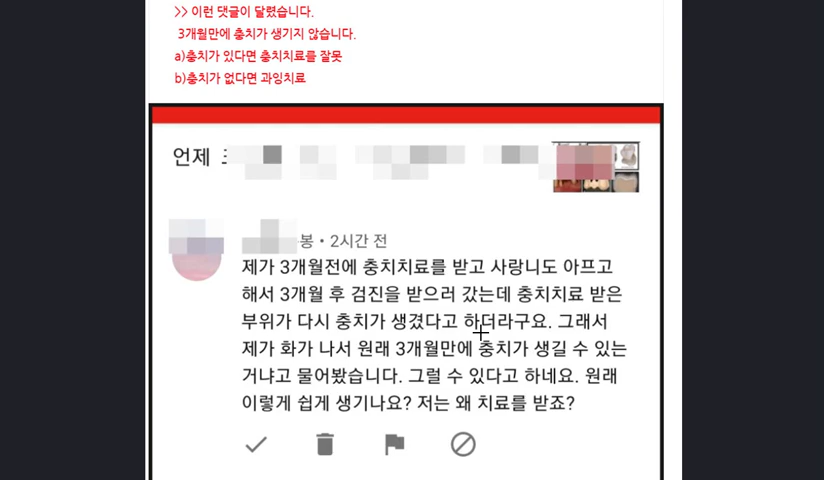 >> 이런 댓글이 달렸습니다.
3개월만에 충치가 생기지 않습니다.
a)충치가 있다면 충치치료를 잘못
b)충치가 없다면 과잉치료
언제
봉 • 2시간 전
제가 3개월전에 충치치료를 받고 사랑니도 아프고
해서 3개월 후 검진을 받으러 갔는데 충치치료 받은
부위가 다시 충치가 생겼다고 하더라구요. 그래서
제가 화가 나서 원래 3개월만에 충치가 생길 수 있는
거냐고 물어봤습니다. 그럴 수 있다고 하네요. 원래
이렇게 쉽게 생기나요? 저는 왜 치료를 받죠?